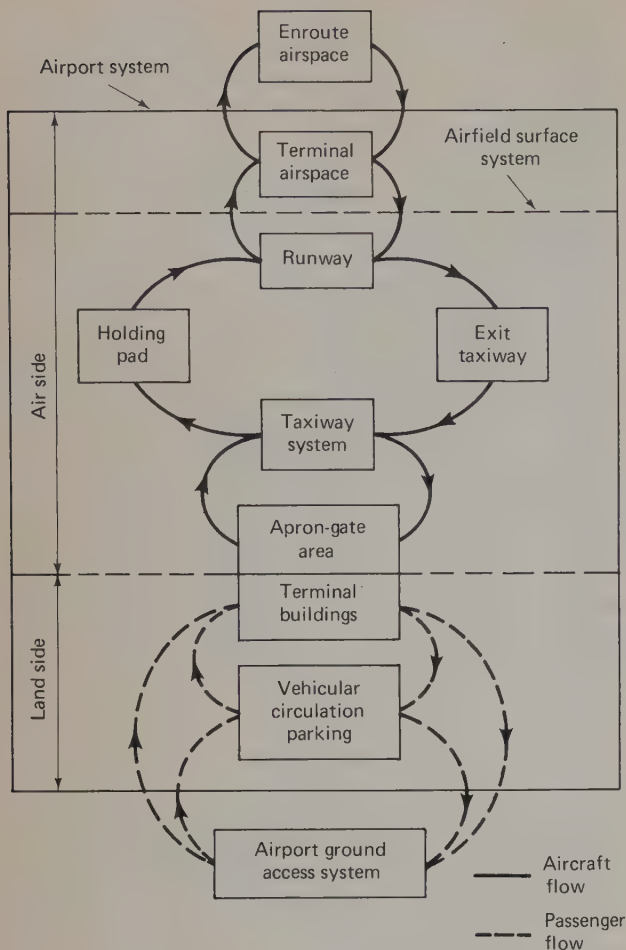 Enroute
airspace
Airport system
Terminal
airspace
Airfield surface
system
Runway
Holding
pad
Exit
taxiway
Air side
Taxiway
system
Apron-gate
area
Terminal
buildings
Land side
Vehicular
circulation
parking
Airport ground
access system
Aircraft
flow
Passenger
flow